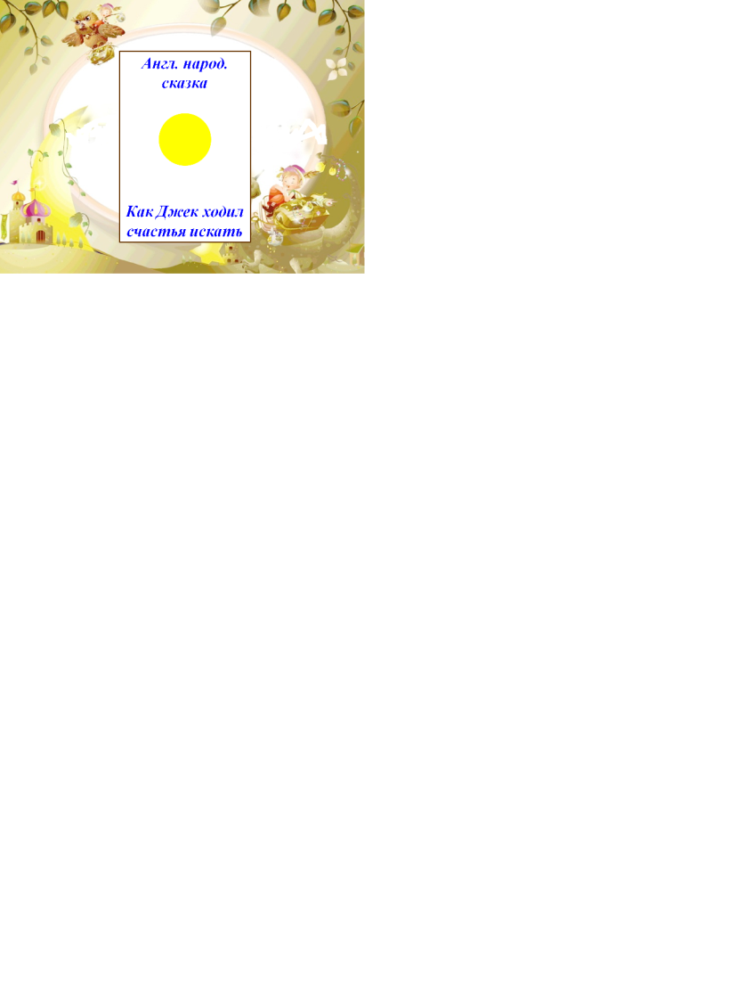 Англ. народ.
сказка
Как Джек ходил
счастья искать